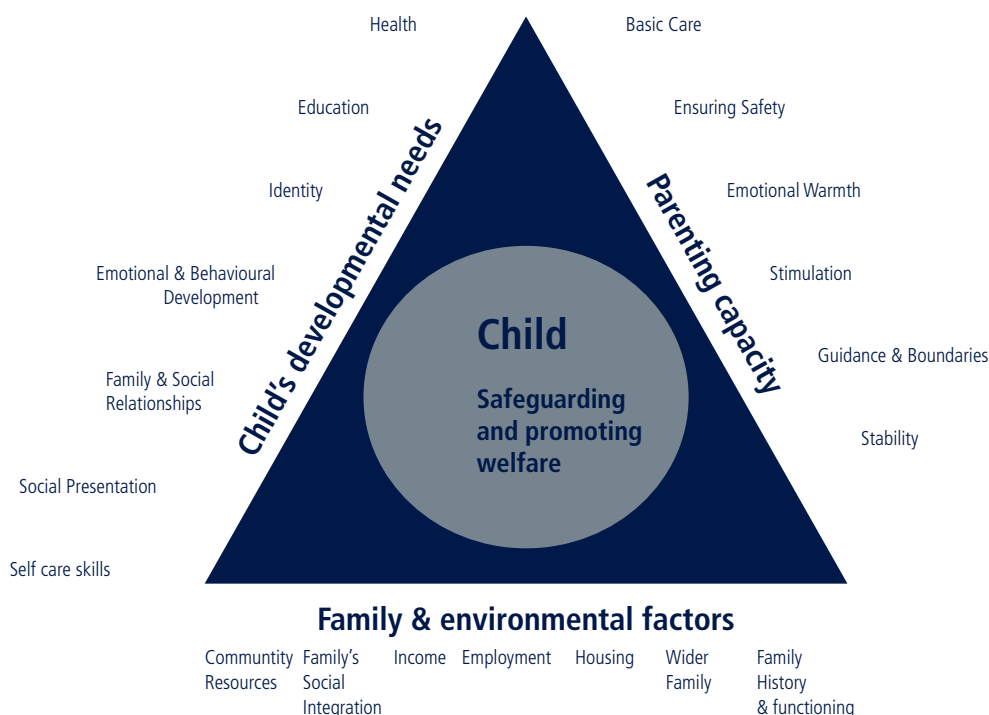 Health
Education
Identity
Emotional & Behavioural
Development
Family & Social
Relationships
Social Presentation
Self care skills
Child's developmental needs
Child
Safeguarding
and promoting
welfare
Parenting capacity
Basic Care
Ensuring Safety
Emotional Warmth
Stimulation
Guidance & Boundaries
Stability
Family & environmental factors
Communtity
Resources
Family’s
Social
Integration
Income
Employment
Housing
Wider
Family
Family
History
& functioning